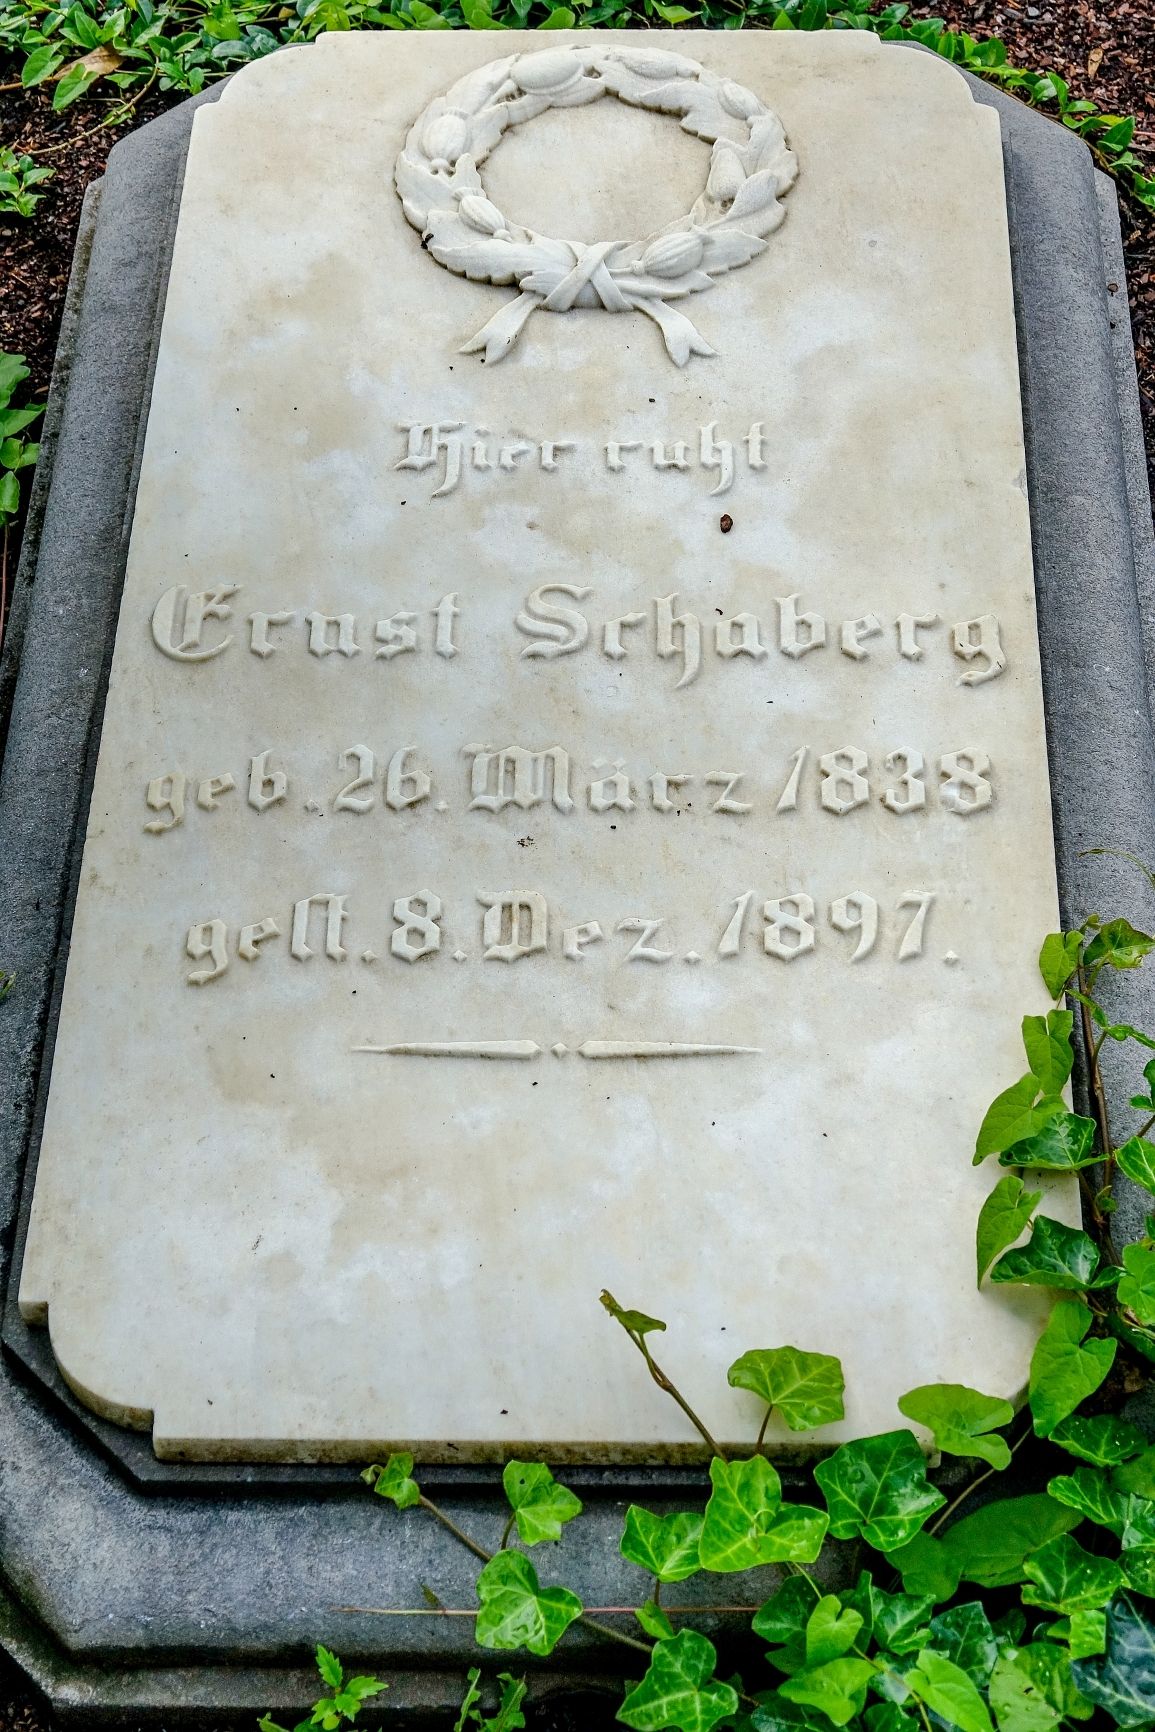 Hier ruht
Ernst Schaberg
geb. 26. März 1838
gest. 8. Dez. 1897.